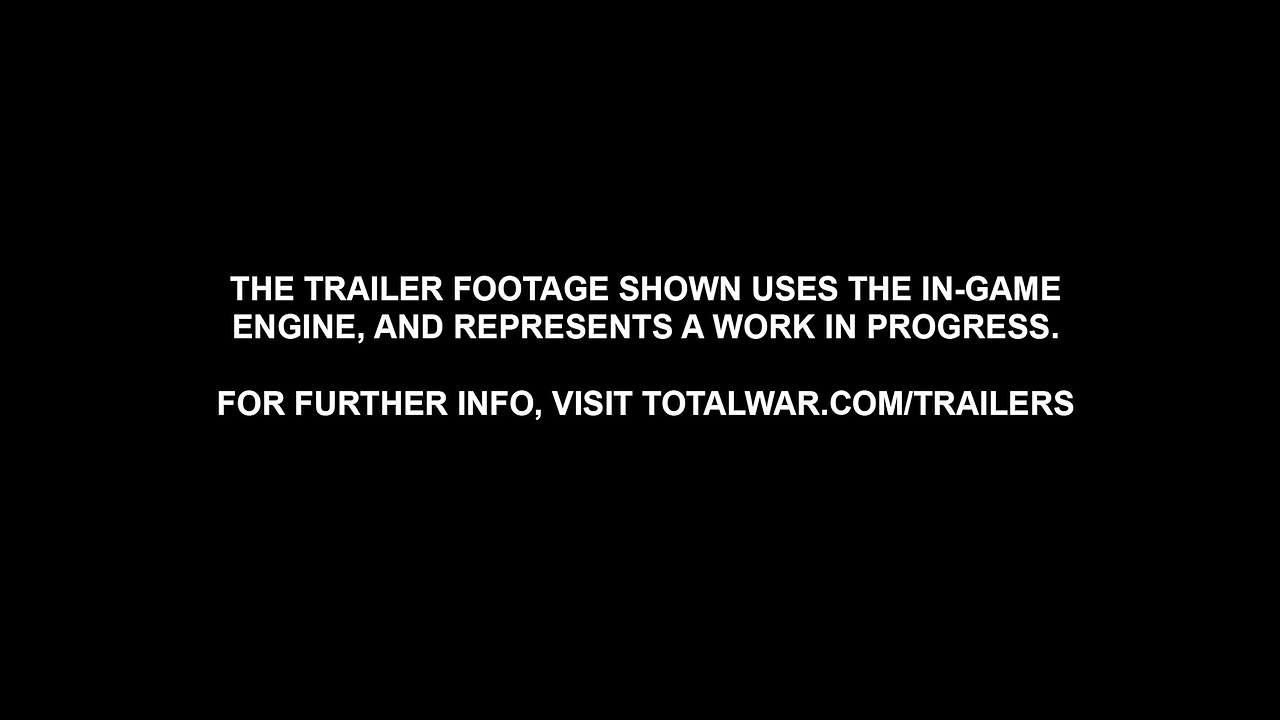 THE TRAILER FOOTAGE SHOWN USES THE IN-GAME
ENGINE, AND REPRESENTS A WORK IN PROGRESS.
FOR FURTHER INFO, VISIT TOTALWAR.COM/TRAILERS